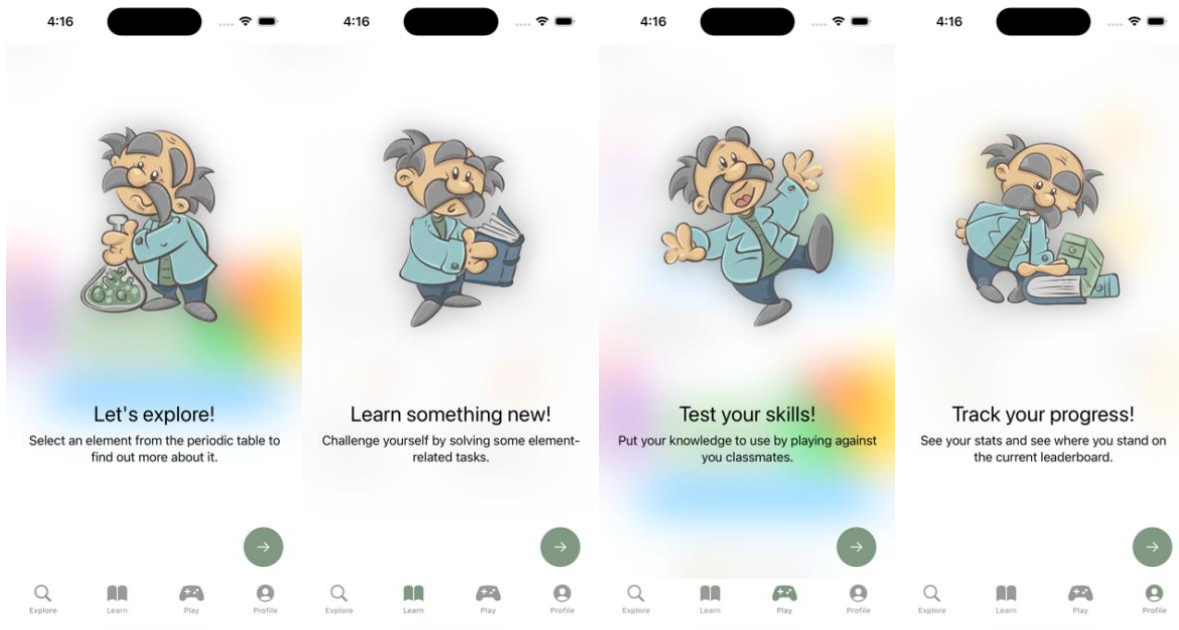 4:16
Let's explore!
Select an element from the periodic table to
find out more about it.
Explore
Learn
Play
Profile
4:16
Learn something new!
Challenge yourself by solving some element-
related tasks.
Explore
Learn
Play
Profile
4:16
Test your skills!
Put your knowledge to use by playing against
you classmates.
Explore
Learn
Play
Profile
4:16
G
Track your progress!
See your stats and see where you stand on
the current leaderboard.
Explore
Learn
Play
Profile